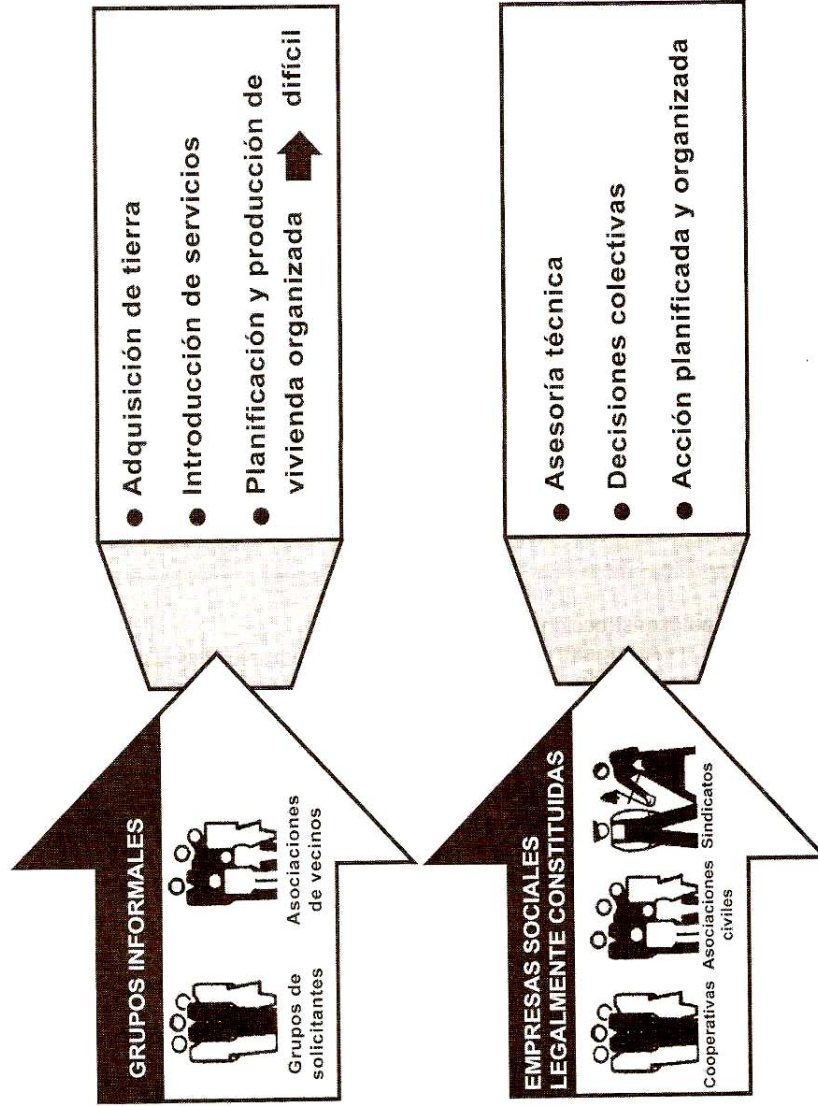 GRUPOS INFORMALES
Grupos de
solicitantes
Asociaciones
de vecinos
● Adquisición de tierra
● Introducción de servicios
● Planificación y producción de
vivienda organizada ➡ difícil
EMPRESAS SOCIALES
LEGALMENTE CONSTITUIDAS
Cooperativas
Asociaciones
civiles
Sindicatos
● Asesoría técnica
● Decisiones colectivas
● Acción planificada y organizada